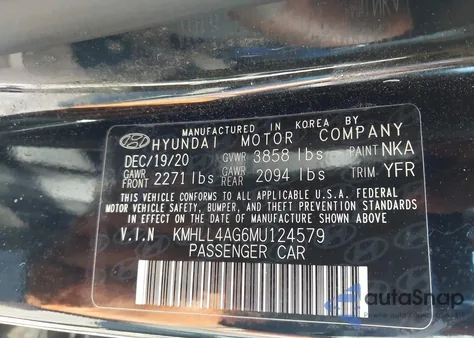 MANUFACTURED IN KOREA BY
HYUNDAI MOTOR COMPANY
DEC/19/20 GVWR 3858 lbs PAINT NKA
GAWR FRONT 2271 lbs GAWR REAR 2094 lbs TRIM YFR
THIS VEHICLE CONFORMS TO ALL APPLICABLE U.S.A. FEDERAL
MOTOR VEHICLE SAFETY, BUMPER, AND THEFT PREVENTION STANDARDS
IN EFFECT ON THE DATE OF MANUFACTURE SHOWN ABOVE.
V.I.N KMHLL4AG6MU124579
PASSENGER CAR
autoSnap